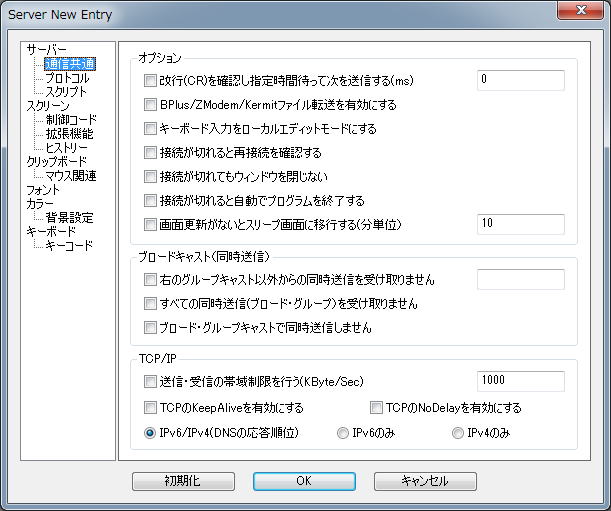 Server New Entry
サーバー
通信共通
プロトコル
スクリプト
スクリーン
制御コード
拡張機能
ヒストリー
クリップボード
マウス関連
フォント
カラー
背景設定
キーボード
キーコード
オプション
改行(CR)を確認し指定時間待って次を送信する(ms) 0
BPlus/ZModem/Kermitファイル転送を有効にする
キーボード入力をローカルエディットモードにする
接続が切れると再接続を確認する
接続が切れてもウィンドウを閉じない
接続が切れると自動でプログラムを終了する
画面更新がないとスリープ画面に移行する(分単位) 10
ブロードキャスト(同時送信)
右のグループキャスト以外からの同時送信を受け取りません
すべての同時送信(ブロード・グループ)を受け取りません
ブロード・グループキャストで同時送信しません
TCP/IP
送信・受信の帯域制限を行う(KByte/Sec) 1000
TCPのKeepAliveを有効にする TCPのNoDelayを有効にする
IPv6/IPv4(DNSの応答順位) IPv6のみ IPv4のみ
初期化 OK キャンセル